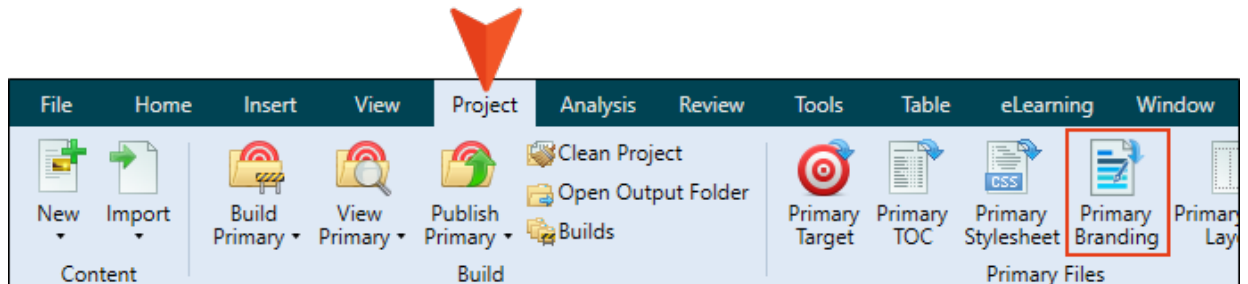 File Home Insert View Project Analysis Review Tools Table eLearning Window
Clean Project
CSS
Open Output Folder
New Import Build View Publish Primary Primary Primary Primary Primary
Primary Primary Primary Builds Target TOC Stylesheet Branding Lay
Content Build Primary Files